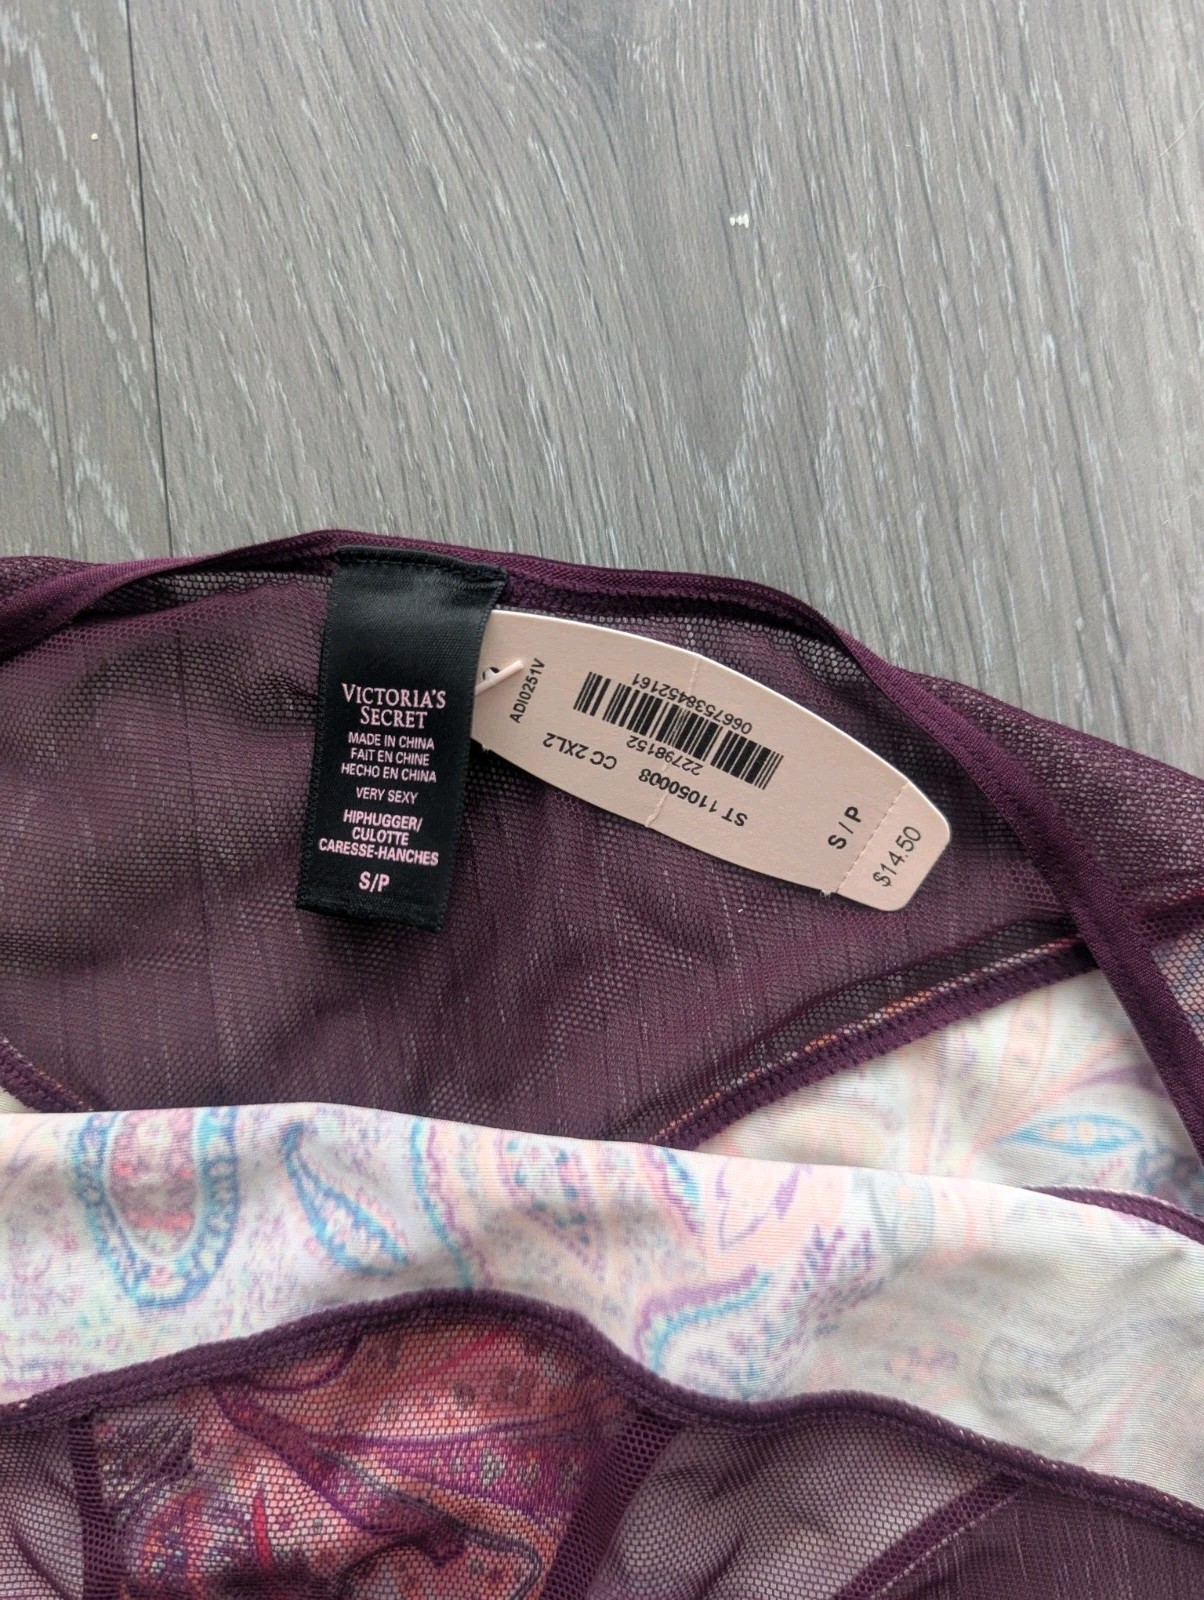 VICTORIA'S
SECRET
MADE IN CHINA
FAIT EN CHINE
HECHO EN CHINA
VERY SEXY
HIPHUGGER/
CULOTTE
CARESSE-HANCHES
S/P
ADI0251V
0667538452161
22798152
ST 11050008 CC 2XL2
S / P
$14.50